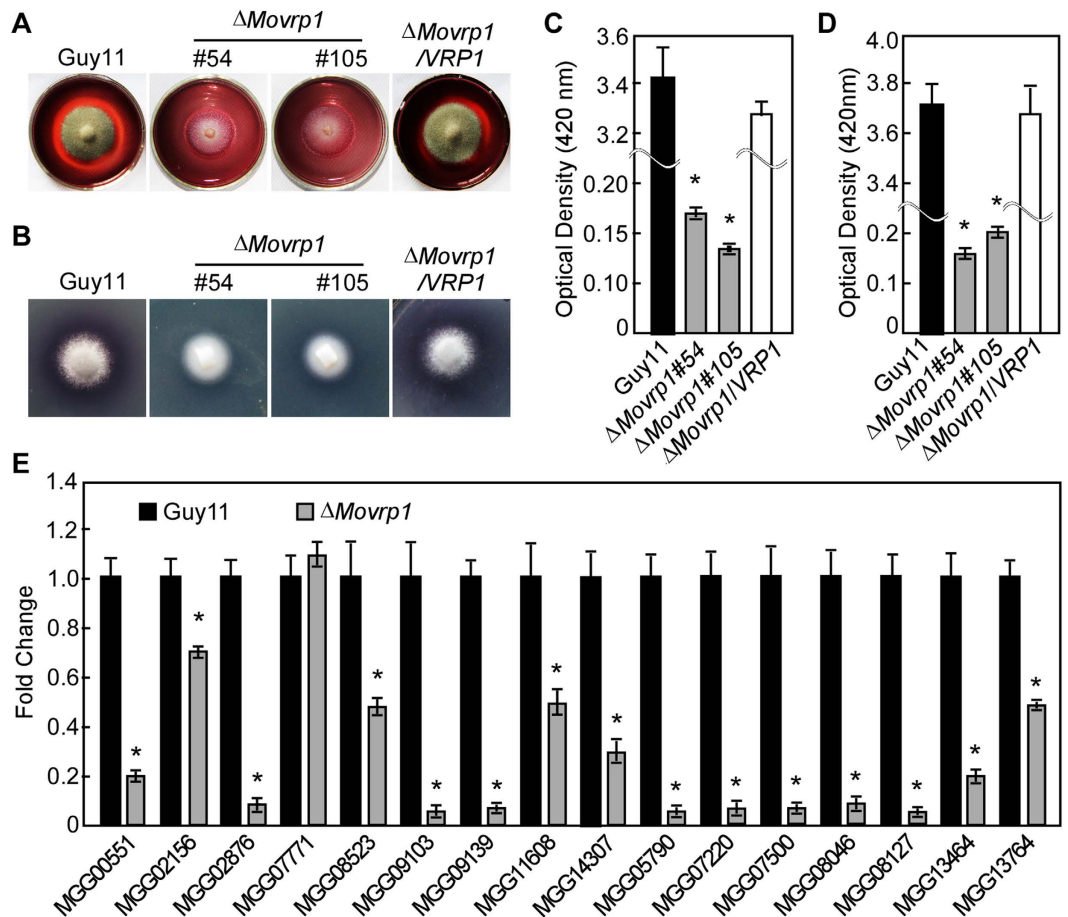 A
ΔMovrp1
ΔMovrp1
/VRP1
Guy11
#54
#105
B
ΔMovrp1
ΔMovrp1
/VRP1
Guy11
#54
#105
C
Optical Density (420 nm)
3.6
3.2
0.20
0.15
0.10
0
*
*
Guy11
ΔMovrp1#54
ΔMovrp1#105
ΔMovrp1/VRP1
D
Optical Density (420nm)
4.0
3.8
3.6
3.4
0.2
0.1
0
*
*
Guy11
ΔMovrp1#54
ΔMovrp1#105
ΔMovrp1/VRP1
E
Fold Change
1.4
1.2
1.0
0.8
0.6
0.4
0.2
0
Guy11
ΔMovrp1
* * * * * * * * * * * * * * *
MGG00551
MGG02156
MGG02876
MGG07771
MGG08523
MGG09103
MGG09139
MGG11608
MGG14307
MGG05790
MGG07220
MGG07500
MGG08046
MGG08127
MGG13464
MGG13764